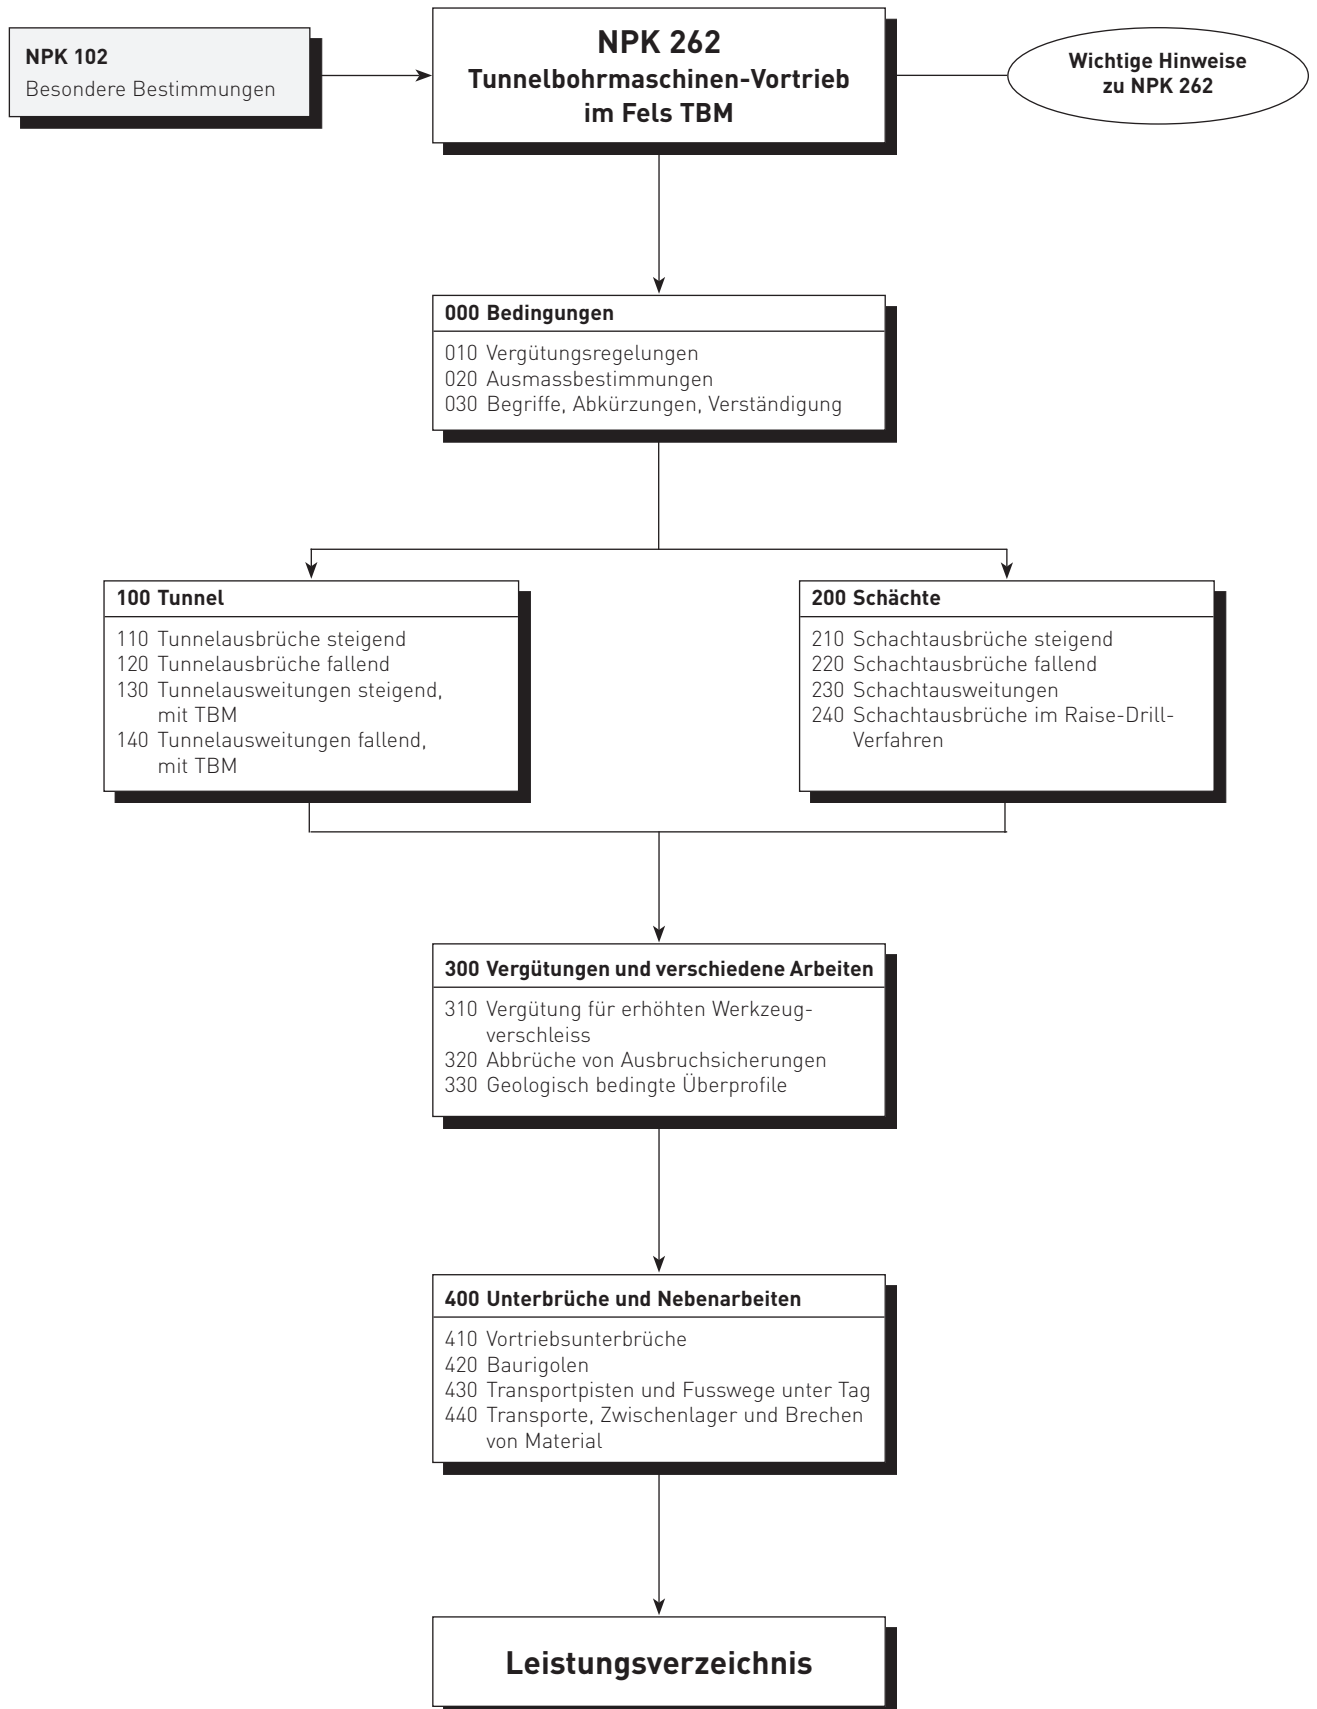 NPK 102
Besondere Bestimmungen
NPK 262
Tunnelbohrmaschinen-Vortrieb
im Fels TBM
Wichtige Hinweise
zu NPK 262
000 Bedingungen
010 Vergütungsregelungen
020 Ausmassbestimmungen
030 Begriffe, Abkürzungen, Verständigung
100 Tunnel
110 Tunnelausbrüche steigend
120 Tunnelausbrüche fallend
130 Tunnelausweitungen steigend,
mit TBM
140 Tunnelausweitungen fallend,
mit TBM
200 Schächte
210 Schachtausbrüche steigend
220 Schachtausbrüche fallend
230 Schachtausweitungen
240 Schachtausbrüche im Raise-Drill-
Verfahren
300 Vergütungen und verschiedene Arbeiten
310 Vergütung für erhöhten Werkzeug-
verschleiss
320 Abbrüche von Ausbruchsicherungen
330 Geologisch bedingte Überprofile
400 Unterbrüche und Nebenarbeiten
410 Vortriebsunterbrüche
420 Baurigolen
430 Transportpisten und Fusswege unter Tag
440 Transporte, Zwischenlager und Brechen
von Material
Leistungsverzeichnis